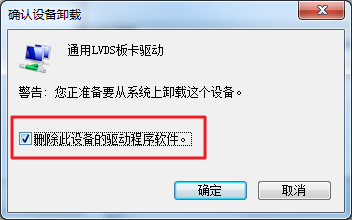 确认设备卸载
通用LVDS板卡驱动
警告: 您正准备要从系统上卸载这个设备。
删除此设备的驱动程序软件。
确定
取消